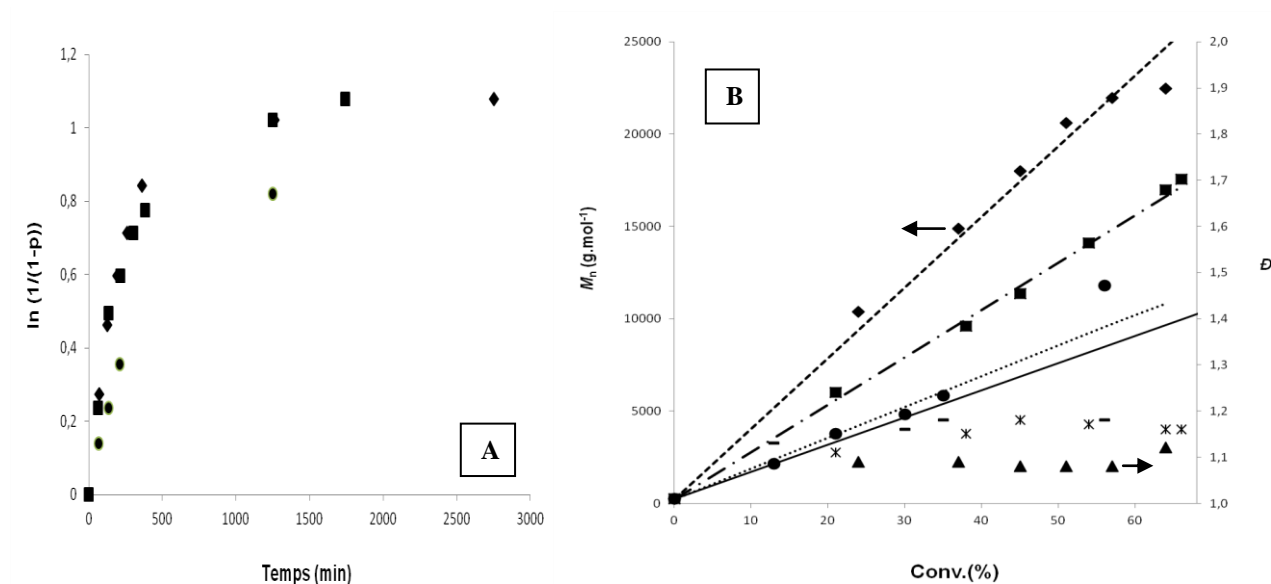 1,2
1
0,8
0,6
0,4
0,2
0
ln (1/(1-p))
0 500 1000 1500 2000 2500 3000
Temps (min)
A
25000
20000
15000
10000
5000
0
Mn (g.mol-1)
B
0 10 20 30 40 50 60
Conv.(%)
2,0
1,9
1,8
1,7
1,6
1,5
1,4
1,3
1,2
1,1
1,0
Đ